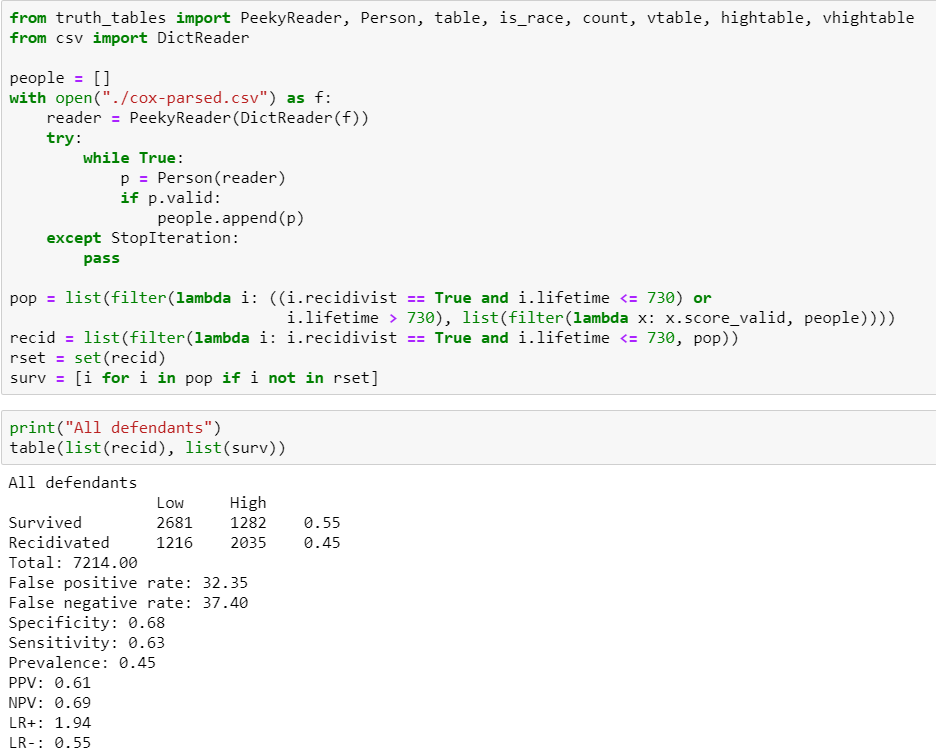 from truth_tables import PeekyReader, Person, table, is_race, count, vtable, hightable, vhightable
from csv import DictReader

people = []
with open("./cox-parsed.csv") as f:
    reader = PeekyReader(DictReader(f))
    try:
        while True:
            p = Person(reader)
            if p.valid:
                people.append(p)
    except StopIteration:
        pass

pop = list(filter(lambda i: ((i.recidivist == True and i.lifetime <= 730) or
                              i.lifetime > 730), list(filter(lambda x: x.score_valid, people))))
recid = list(filter(lambda i: i.recidivist == True and i.lifetime <= 730, pop))
rset = set(recid)
surv = [i for i in pop if i not in rset]

print("All defendants")
table(list(recid), list(surv))

All defendants
                Low     High
Survived        2681    1282    0.55
Recidivated     1216    2035    0.45
Total: 7214.00
False positive rate: 32.35
False negative rate: 37.40
Specificity: 0.68
Sensitivity: 0.63
Prevalence: 0.45
PPV: 0.61
NPV: 0.69
LR+: 1.94
LR-: 0.55